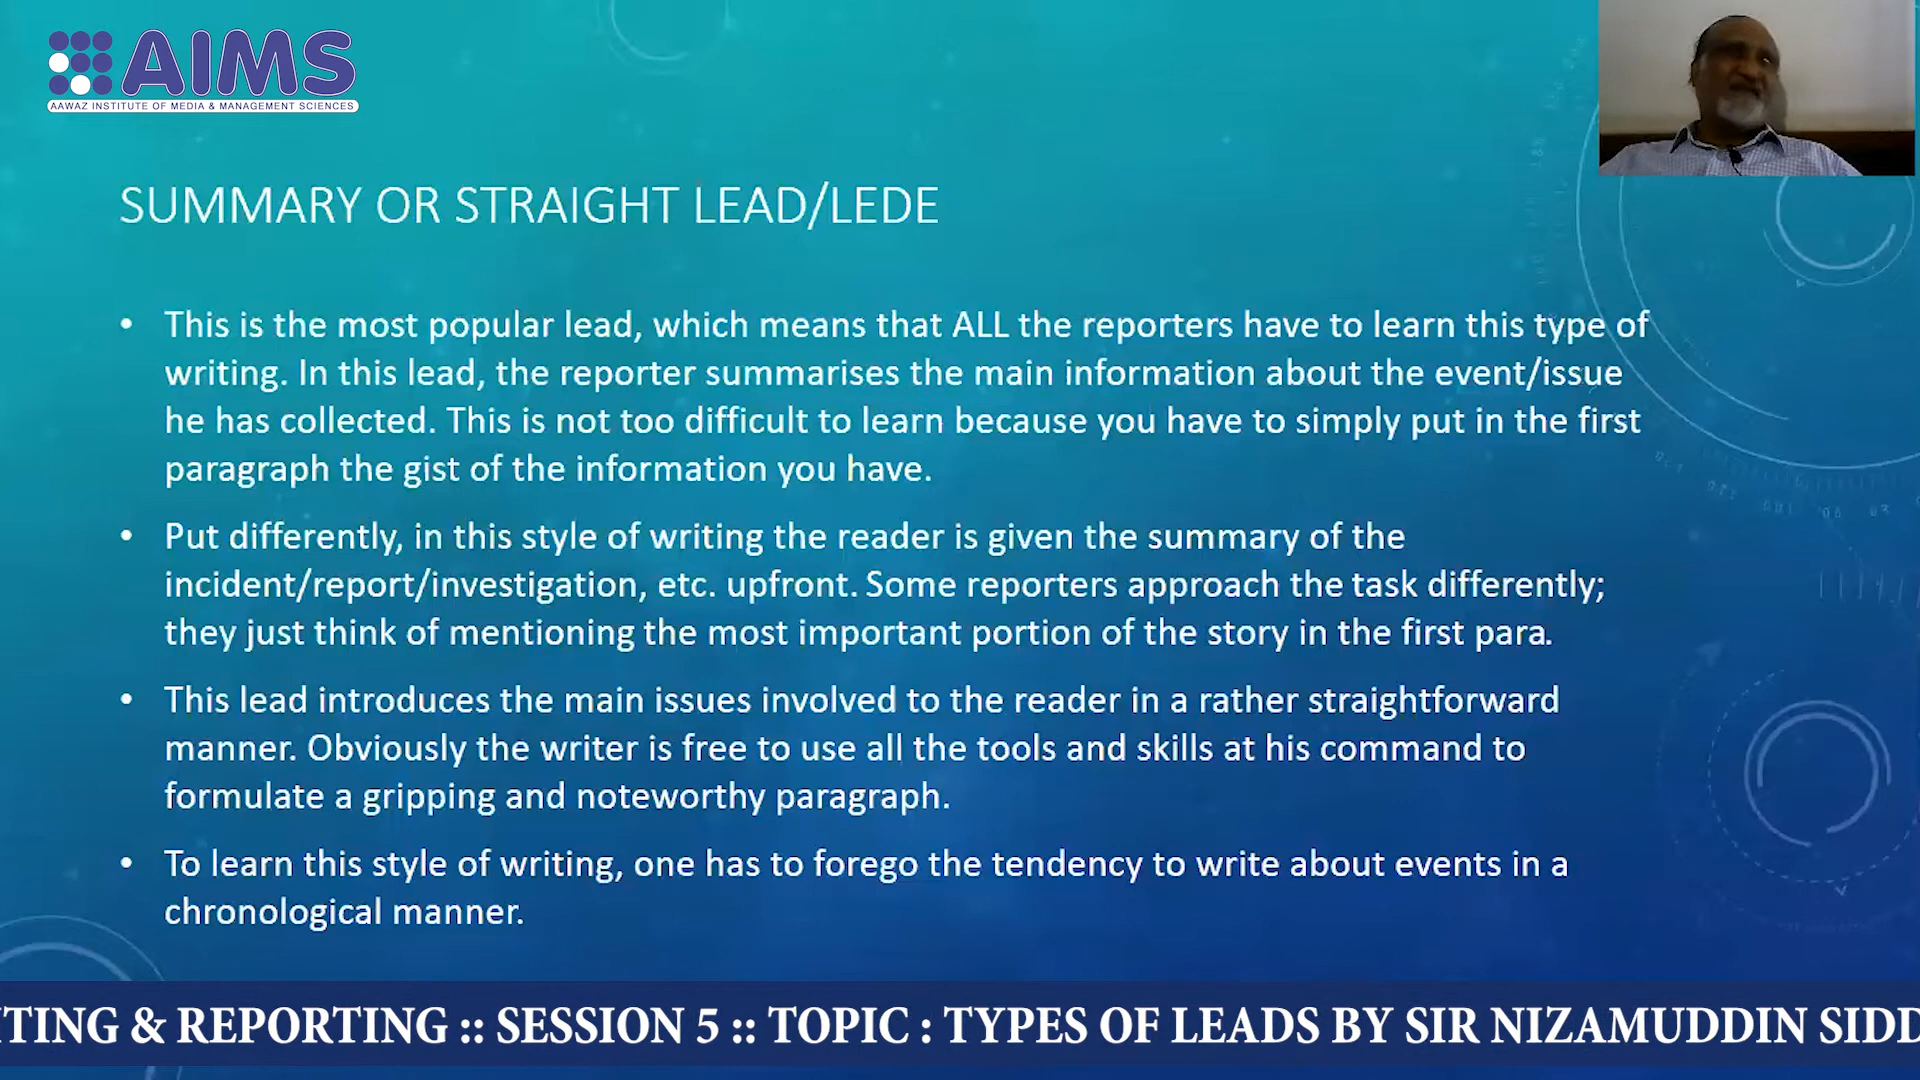 AIMS
AAWAZ INSTITUTE OF MEDIA & MANAGEMENT SCIENCES
SUMMARY OR STRAIGHT LEAD/LEDE
• This is the most popular lead, which means that ALL the reporters have to learn this type of
writing. In this lead, the reporter summarises the main information about the event/issue
he has collected. This is not too difficult to learn because you have to simply put in the first
paragraph the gist of the information you have.
• Put differently, in this style of writing the reader is given the summary of the
incident/report/investigation, etc. upfront. Some reporters approach the task differently;
they just think of mentioning the most important portion of the story in the first para.
• This lead introduces the main issues involved to the reader in a rather straightforward
manner. Obviously the writer is free to use all the tools and skills at his command to
formulate a gripping and noteworthy paragraph.
• To learn this style of writing, one has to forego the tendency to write about events in a
chronological manner.
TING & REPORTING :: SESSION 5 :: TOPIC : TYPES OF LEADS BY SIR NIZAMUDDIN SIDD